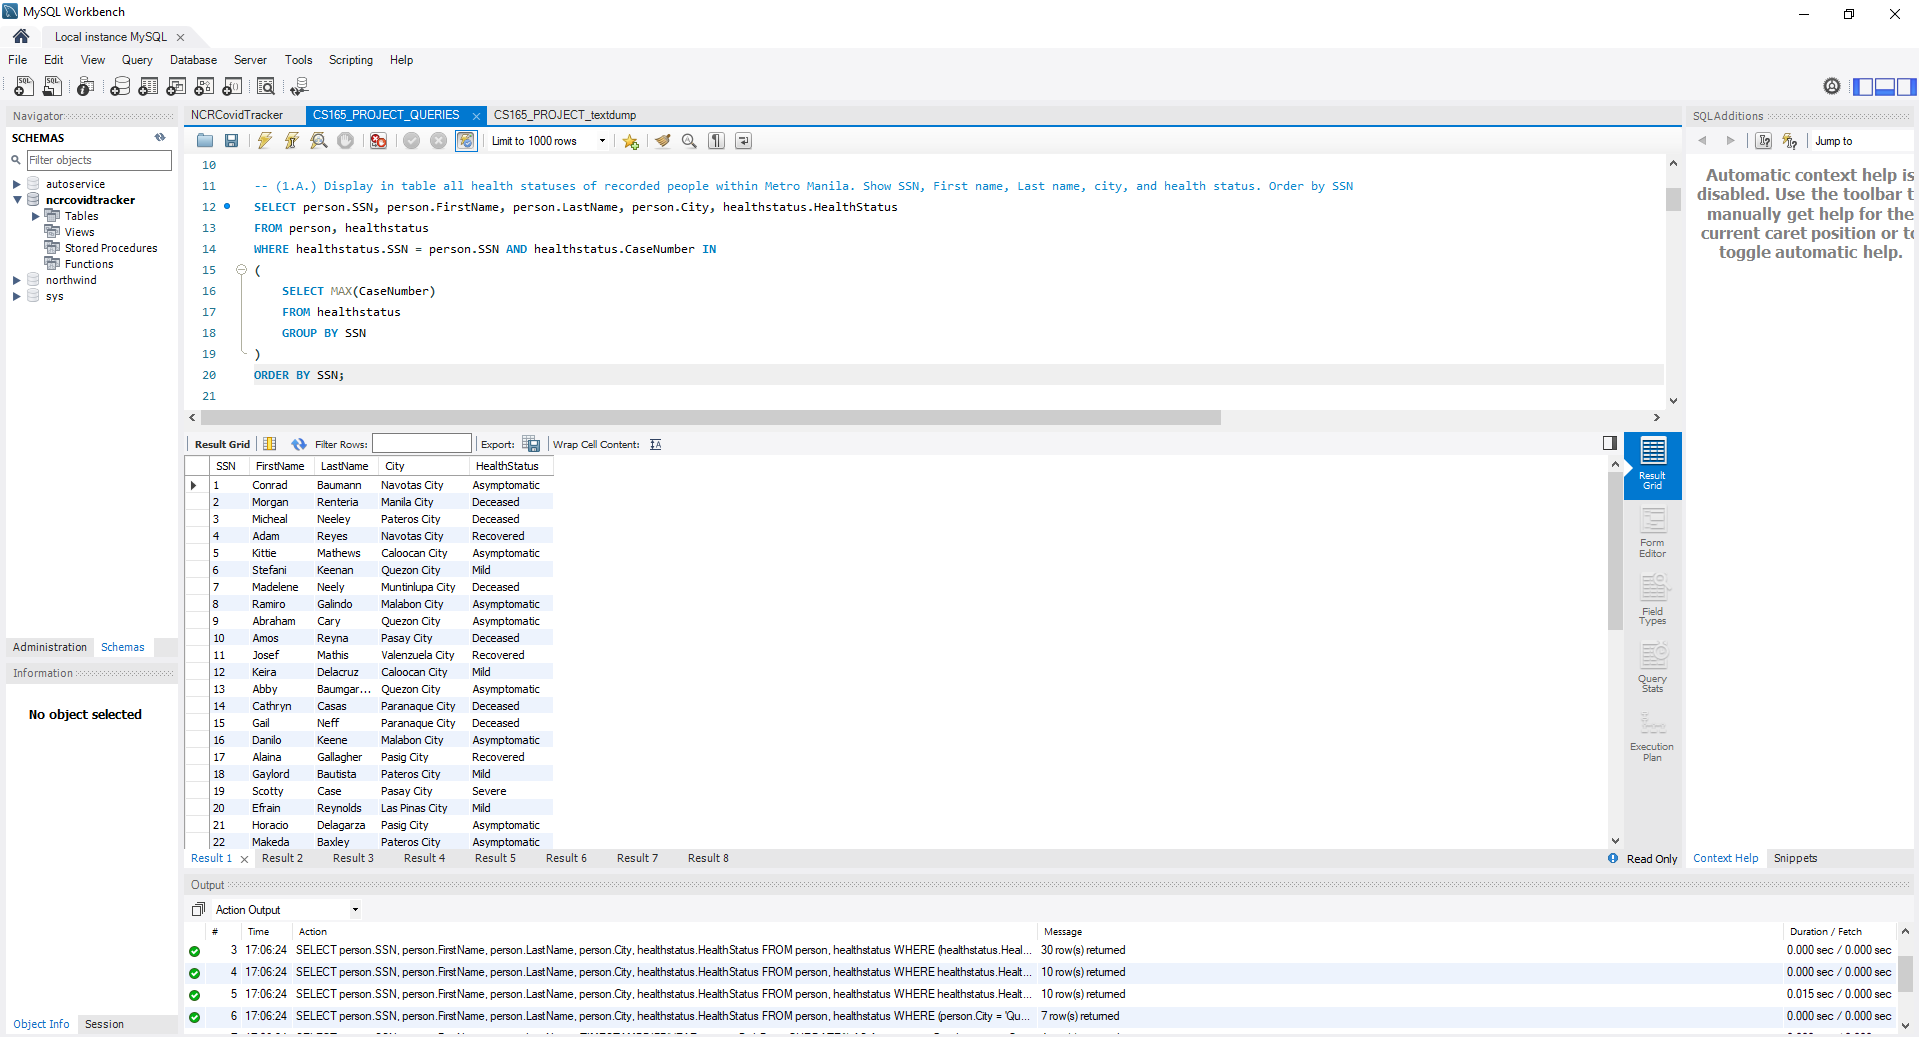 MySQL Workbench
Local instance MySQL
File Edit View Query Database Server Tools Scripting Help
Navigator
SCHEMAS
Filter objects
autoservice
ncrcovidtracker
Tables
Views
Stored Procedures
Functions
northwind
sys
Administration Schemas
Information
No object selected
Object Info Session
NCRCovidTracker CS165_PROJECT_QUERIES CS165_PROJECT_textdump
Limit to 1000 rows
10
11 -- (1.A.) Display in table all health statuses of recorded people within Metro Manila. Show SSN, First name, Last name, city, and health status. Order by SSN
12 SELECT person.SSN, person.FirstName, person.LastName, person.City, healthstatus.HealthStatus
13 FROM person, healthstatus
14 WHERE healthstatus.SSN = person.SSN AND healthstatus.CaseNumber IN
15 (
16 SELECT MAX(CaseNumber)
17 FROM healthstatus
18 GROUP BY SSN
19 )
20 ORDER BY SSN;
21
Result Grid Filter Rows: Export: Wrap Cell Content:
SSN FirstName LastName City HealthStatus
1 Conrad Baumann Navotas City Asymptomatic
2 Morgan Renteria Manila City Deceased
3 Micheal Neeley Pateros City Deceased
4 Adam Reyes Navotas City Recovered
5 Kittie Mathews Caloocan City Asymptomatic
6 Stefani Keenan Quezon City Mild
7 Madelene Neely Muntinlupa City Deceased
8 Ramiro Galindo Malabon City Asymptomatic
9 Abraham Cary Quezon City Asymptomatic
10 Amos Reyna Pasay City Deceased
11 Josef Mathis Valenzuela City Recovered
12 Keira Delacruz Caloocan City Mild
13 Abby Baumgar... Quezon City Asymptomatic
14 Cathryn Casas Paranaque City Deceased
15 Gail Neff Paranaque City Deceased
16 Danilo Keene Malabon City Asymptomatic
17 Alaina Gallagher Pasig City Recovered
18 Gaylord Bautista Pateros City Mild
19 Scotty Case Pasay City Severe
20 Efrain Reynolds Las Pinas City Mild
21 Horacio Delagarza Pasig City Asymptomatic
22 Makeda Baxley Pateros City Asymptomatic
Result Grid
Form Editor
Field Types
Query Stats
Execution Plan
Result 1 Result 2 Result 3 Result 4 Result 5 Result 6 Result 7 Result 8
Read Only
SQLAdditions
Jump to
Automatic context help is
disabled. Use the toolbar t
manually get help for the
current caret position or to
toggle automatic help.
Context Help Snippets
Output
Action Output
# Time Action Message Duration / Fetch
3 17:06:24 SELECT person.SSN, person.FirstName, person.LastName, person.City, healthstatus.HealthStatus FROM person, healthstatus WHERE (healthstatus.Heal... 30 row(s) returned 0.000 sec / 0.000 sec
4 17:06:24 SELECT person.SSN, person.FirstName, person.LastName, person.City, healthstatus.HealthStatus FROM person, healthstatus WHERE healthstatus.Healt... 10 row(s) returned 0.000 sec / 0.000 sec
5 17:06:24 SELECT person.SSN, person.FirstName, person.LastName, person.City, healthstatus.HealthStatus FROM person, healthstatus WHERE healthstatus.Healt... 10 row(s) returned 0.015 sec / 0.000 sec
6 17:06:24 SELECT person.SSN, person.FirstName, person.LastName, person.City, healthstatus.HealthStatus FROM person, healthstatus WHERE (person.City = 'Qu... 7 row(s) returned 0.000 sec / 0.000 sec